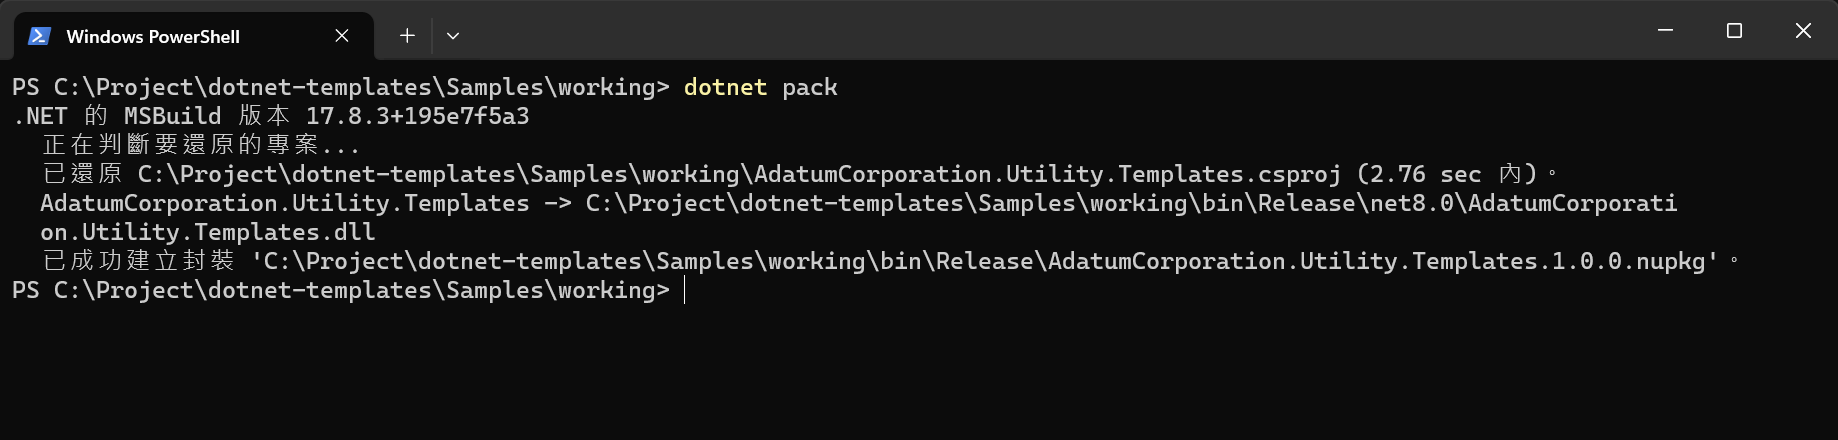 Windows PowerShell
PS C:\Project\dotnet-templates\Samples\working> dotnet pack
.NET 的 MSBuild 版本 17.8.3+195e7f5a3
正在判斷要還原的專案...
已還原 C:\Project\dotnet-templates\Samples\working\AdatumCorporation.Utility.Templates.csproj (2.76 sec 內)。
AdatumCorporation.Utility.Templates -> C:\Project\dotnet-templates\Samples\working\bin\Release\net8.0\AdatumCorporati
on.Utility.Templates.dll
已成功建立封裝 'C:\Project\dotnet-templates\Samples\working\bin\Release\AdatumCorporation.Utility.Templates.1.0.0.nupkg'。
PS C:\Project\dotnet-templates\Samples\working>